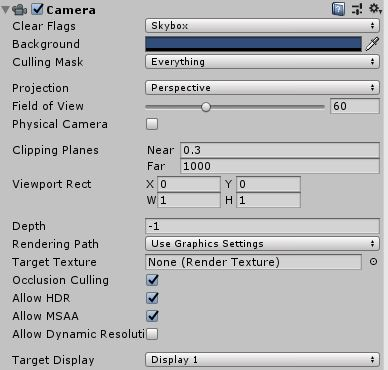 Camera
Clear Flags Skybox
Background
Culling Mask Everything
Projection Perspective
Field of View 60
Physical Camera
Clipping Planes Near 0.3
Far 1000
Viewport Rect X 0 Y 0
W 1 H 1
Depth -1
Rendering Path Use Graphics Settings
Target Texture None (Render Texture)
Occlusion Culling
Allow HDR
Allow MSAA
Allow Dynamic Resoluti
Target Display Display 1